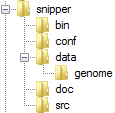 snipper
bin
conf
data
genome
doc
src